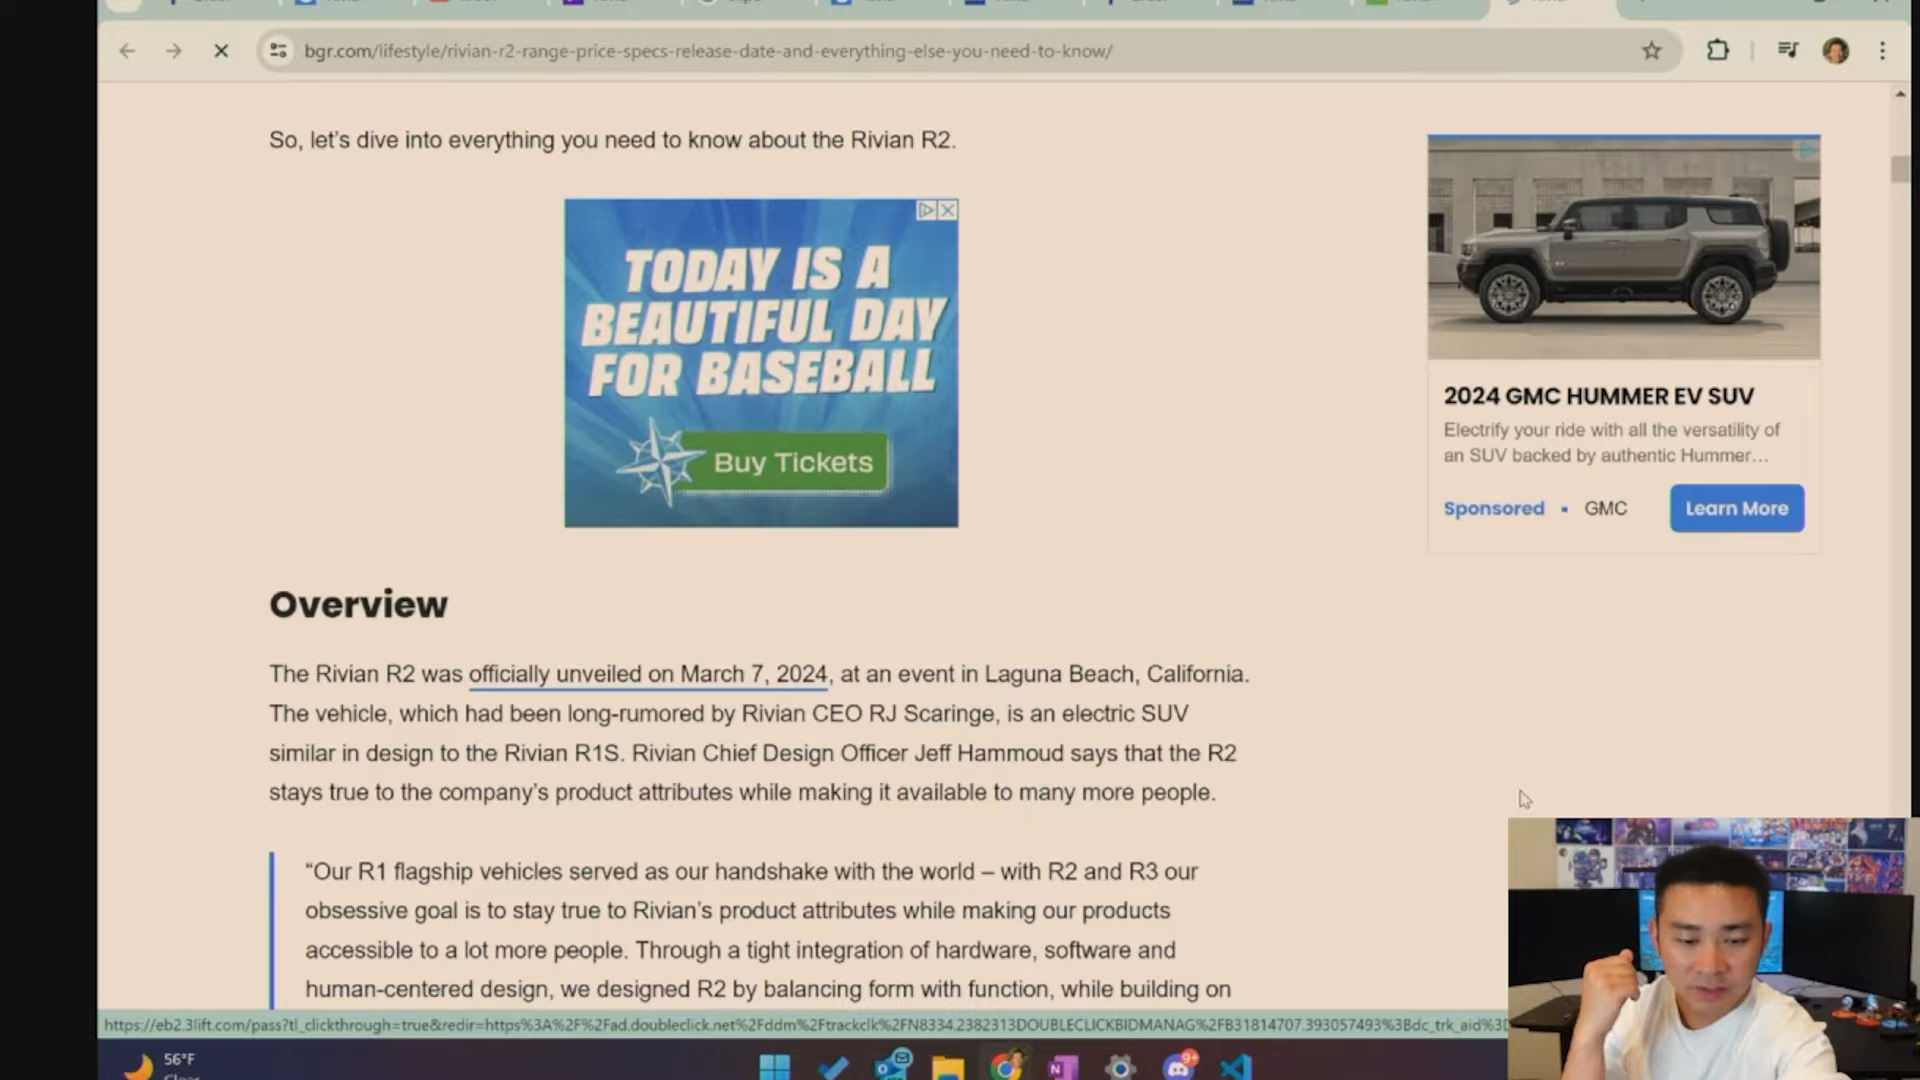 bgr.com/lifestyle/rivian-r2-range-price-specs-release-date-and-everything-else-you-need-to-know/
So, let's dive into everything you need to know about the Rivian R2.
TODAY IS A
BEAUTIFUL DAY
FOR BASEBALL
Buy Tickets
2024 GMC HUMMER EV SUV
Electrify your ride with all the versatility of
an SUV backed by authentic Hummer...
Sponsored • GMC
Learn More
Overview
The Rivian R2 was officially unveiled on March 7, 2024, at an event in Laguna Beach, California.
The vehicle, which had been long-rumored by Rivian CEO RJ Scaringe, is an electric SUV
similar in design to the Rivian R1S. Rivian Chief Design Officer Jeff Hammoud says that the R2
stays true to the company's product attributes while making it available to many more people.
“Our R1 flagship vehicles served as our handshake with the world – with R2 and R3 our
obsessive goal is to stay true to Rivian's product attributes while making our products
accessible to a lot more people. Through a tight integration of hardware, software and
human-centered design, we designed R2 by balancing form with function, while building on
https://eb2.3lift.com/pass?tl_clickthrough=true&redir=https%3A%2F%2Fad.doubleclick.net%2Fddm%2Ftrackclk%2FN8334.2382313DOUBLECLICKBIDMANAG%2FB31814707.393057493%3Bdc_trk_aid%3D
56°F
9+